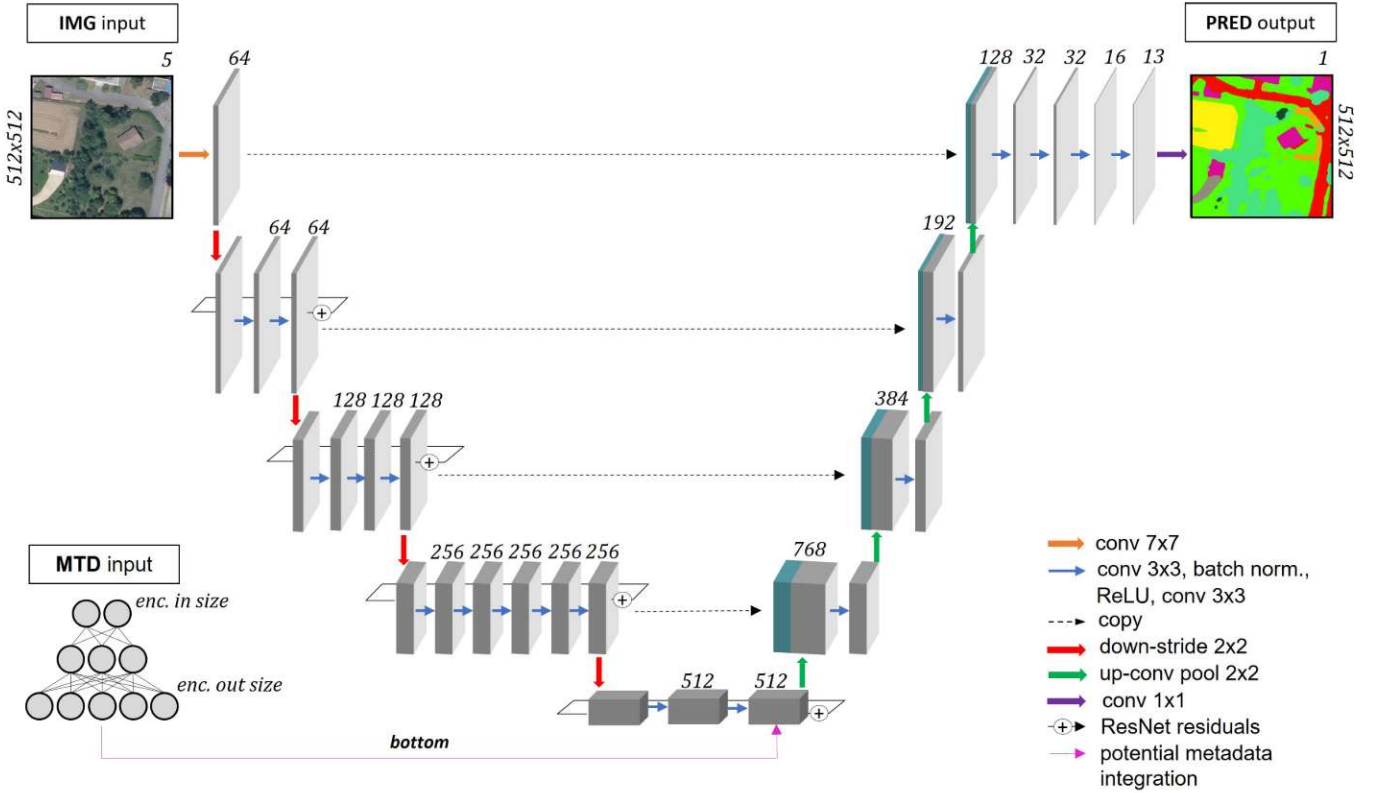 IMG input
PRED output
5
64
128
32
32
16
13
1
512x512
512x512
64
64
192
128
128
128
384
MTD input
enc. in size
enc. out size
256
256
256
256
256
768
512
512
bottom
conv 7x7
conv 3x3, batch norm.,
ReLU, conv 3x3
copy
down-stride 2x2
up-conv pool 2x2
conv 1x1
+ ResNet residuals
potential metadata
integration
+
+
+
+